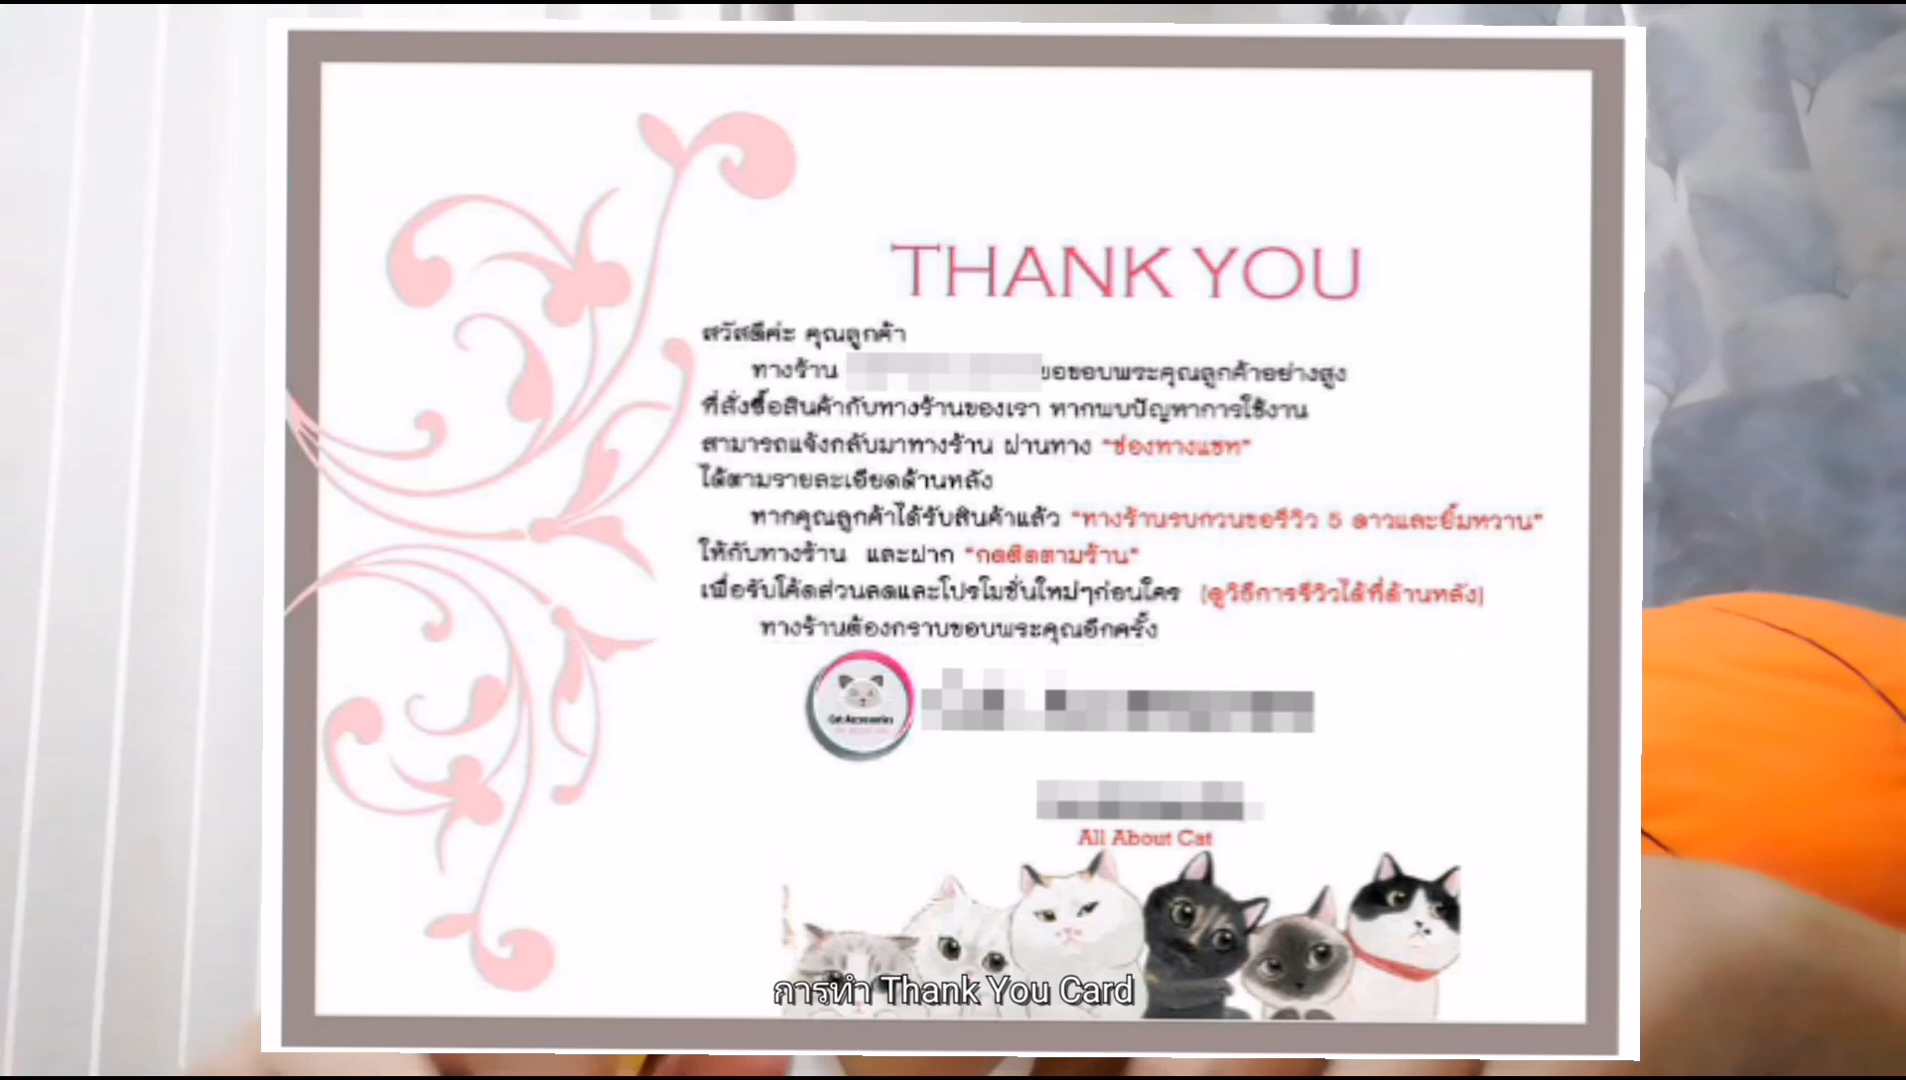 THANK YOU
สวัสดีค่ะ คุณลูกค้า
ทางร้าน ขอขอบพระคุณลูกค้าอย่างสูง
ที่สั่งซื้อสินค้ากับทางร้านของเรา หากพบปัญหาการใช้งาน
สามารถแจ้งกลับมาทางร้าน ผ่านทาง "ช่องทางแชท"
ได้ตามรายละเอียดด้านหลัง
หากคุณลูกค้าได้รับสินค้าแล้ว "ทางร้านรบกวนขอรีวิว 5 ดาวและยิ้มหวาน"
ให้กับทางร้าน และฝาก "กดติดตามร้าน"
เพื่อรับโค้ดส่วนลดและโปรโมชั่นใหม่ๆก่อนใคร (ดูวิธีการรีวิวได้ที่ด้านหลัง)
ทางร้านต้องกราบขอบพระคุณอีกครั้ง
Cat Accessories
All About Cat
การทำ Thank You Card